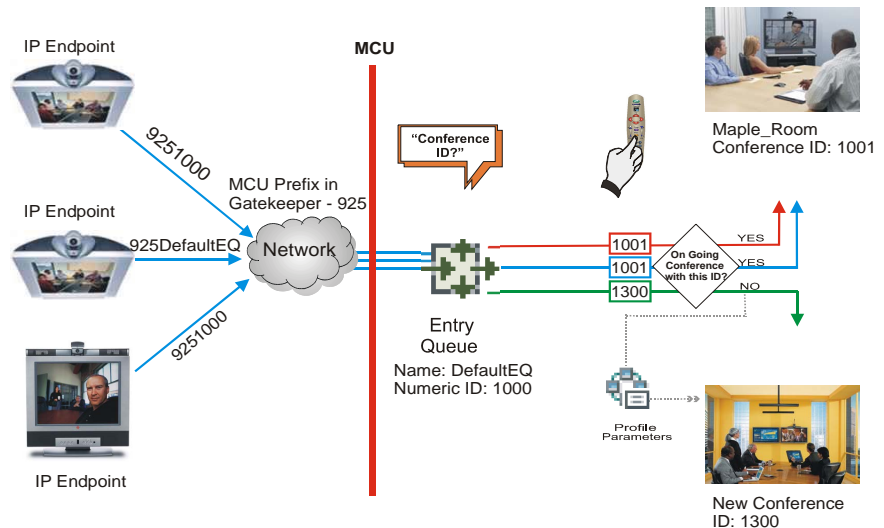 IP Endpoint
9251000
IP Endpoint
925DefaultEQ
9251000
IP Endpoint
MCU Prefix in
Gatekeeper - 925
Network
MCU
“Conference
ID?”
Entry
Queue
Name: DefaultEQ
Numeric ID: 1000
1001
1001
1300
On Going
Conference
with this ID?
YES
YES
NO
Maple_Room
Conference ID: 1001
Profile
Parameters
New Conference
ID: 1300